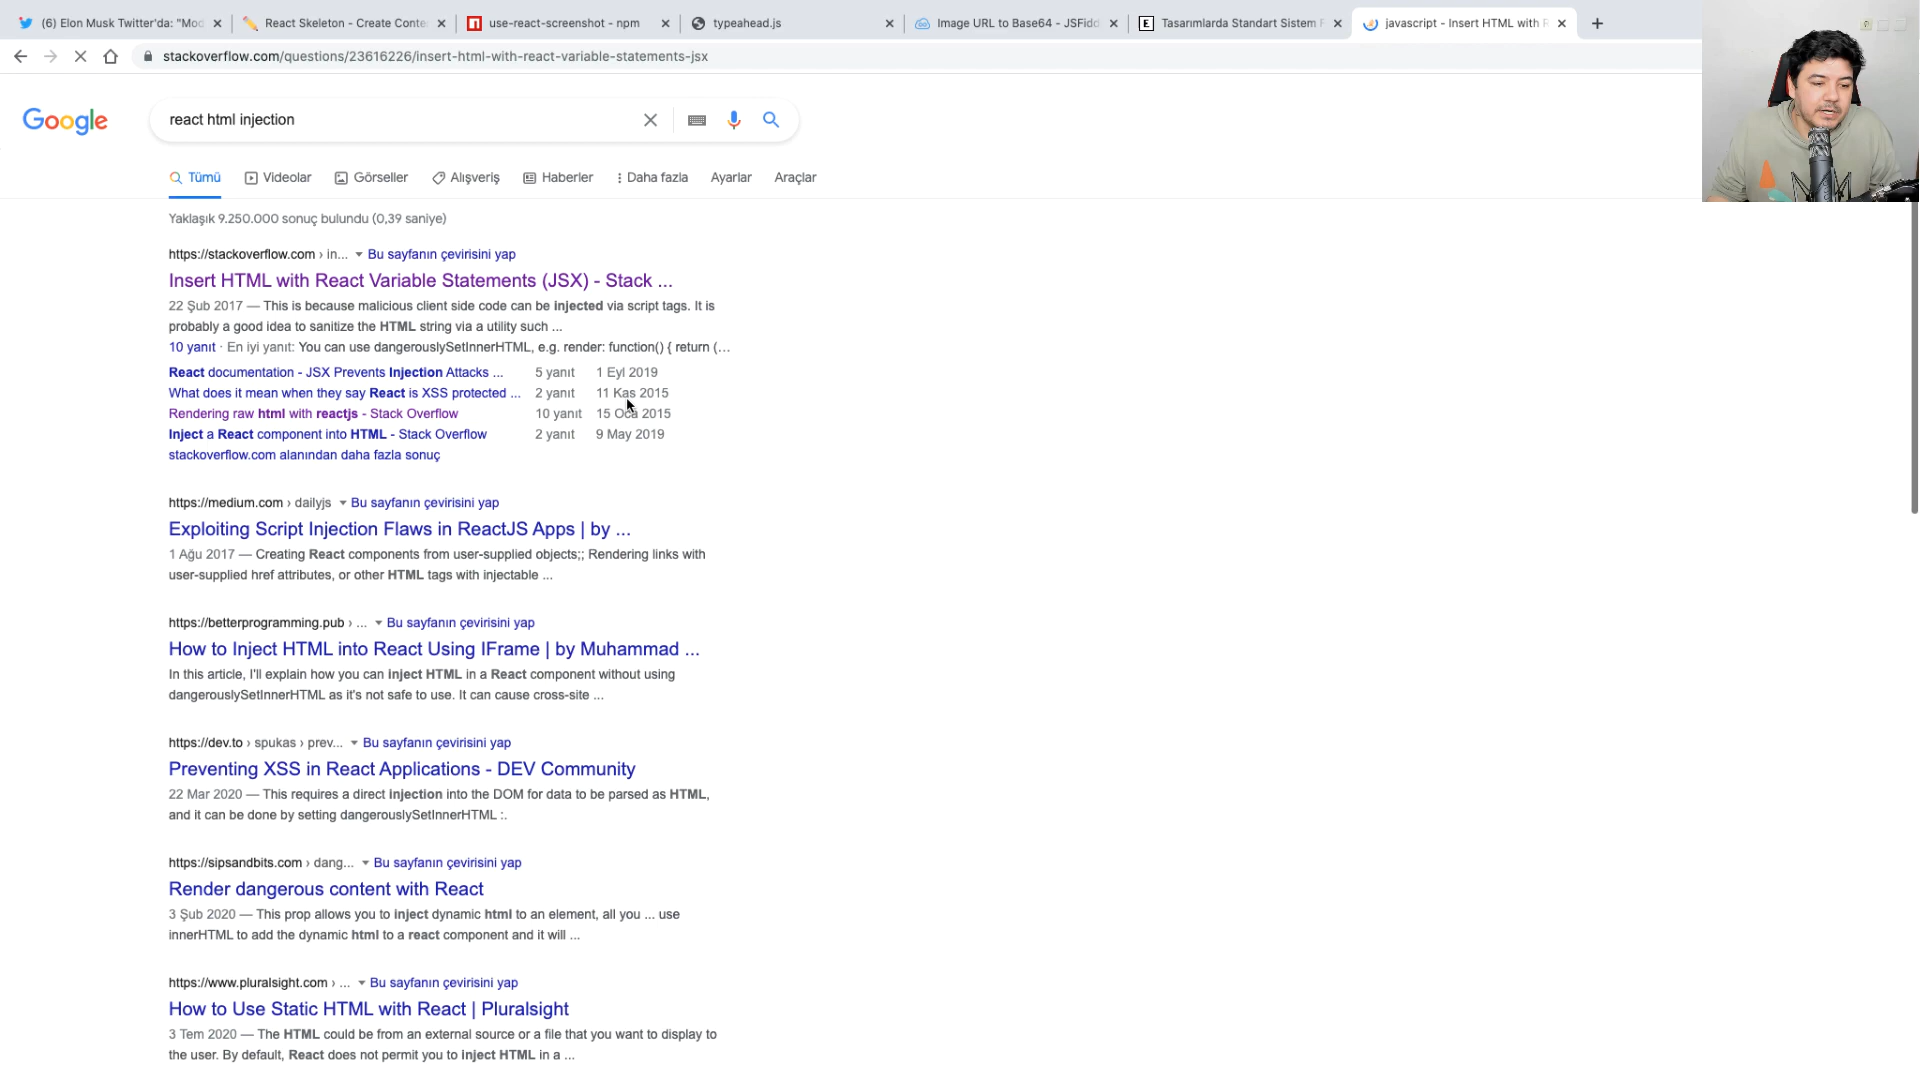 (6) Elon Musk Twitter'da: "Mod
React Skeleton - Create Conte
use-react-screenshot - npm
typeahead.js
Image URL to Base64 - JSFidd
Tasarımlarda Standart Sistem F
javascript - Insert HTML with R
stackoverflow.com/questions/23616226/insert-html-with-react-variable-statements-jsx
Google
react html injection
Tümü Videolar Görseller Alışveriş Haberler Daha fazla Ayarlar Araçlar
Yaklaşık 9.250.000 sonuç bulundu (0,39 saniye)
https://stackoverflow.com › in... Bu sayfanın çevirisini yap
Insert HTML with React Variable Statements (JSX) - Stack ...
22 Şub 2017 — This is because malicious client side code can be injected via script tags. It is
probably a good idea to sanitize the HTML string via a utility such ...
10 yanıt · En iyi yanıt: You can use dangerouslySetInnerHTML, e.g. render: function() { return (...
React documentation - JSX Prevents Injection Attacks ... 5 yanıt 1 Eyl 2019
What does it mean when they say React is XSS protected ... 2 yanıt 11 Kas 2015
Rendering raw html with reactjs - Stack Overflow 10 yanıt 15 Oca 2015
Inject a React component into HTML - Stack Overflow 2 yanıt 9 May 2019
stackoverflow.com alanından daha fazla sonuç
https://medium.com › dailyjs Bu sayfanın çevirisini yap
Exploiting Script Injection Flaws in ReactJS Apps | by ...
1 Ağu 2017 — Creating React components from user-supplied objects;; Rendering links with
user-supplied href attributes, or other HTML tags with injectable ...
https://betterprogramming.pub › ... Bu sayfanın çevirisini yap
How to Inject HTML into React Using IFrame | by Muhammad ...
In this article, I'll explain how you can inject HTML in a React component without using
dangerouslySetInnerHTML as it's not safe to use. It can cause cross-site ...
https://dev.to › spukas › prev... Bu sayfanın çevirisini yap
Preventing XSS in React Applications - DEV Community
22 Mar 2020 — This requires a direct injection into the DOM for data to be parsed as HTML,
and it can be done by setting dangerouslySetInnerHTML :.
https://sipsandbits.com › dang... Bu sayfanın çevirisini yap
Render dangerous content with React
3 Şub 2020 — This prop allows you to inject dynamic html to an element, all you ... use
innerHTML to add the dynamic html to a react component and it will ...
https://www.pluralsight.com › ... Bu sayfanın çevirisini yap
How to Use Static HTML with React | Pluralsight
3 Tem 2020 — The HTML could be from an external source or a file that you want to display to
the user. By default, React does not permit you to inject HTML in a ...